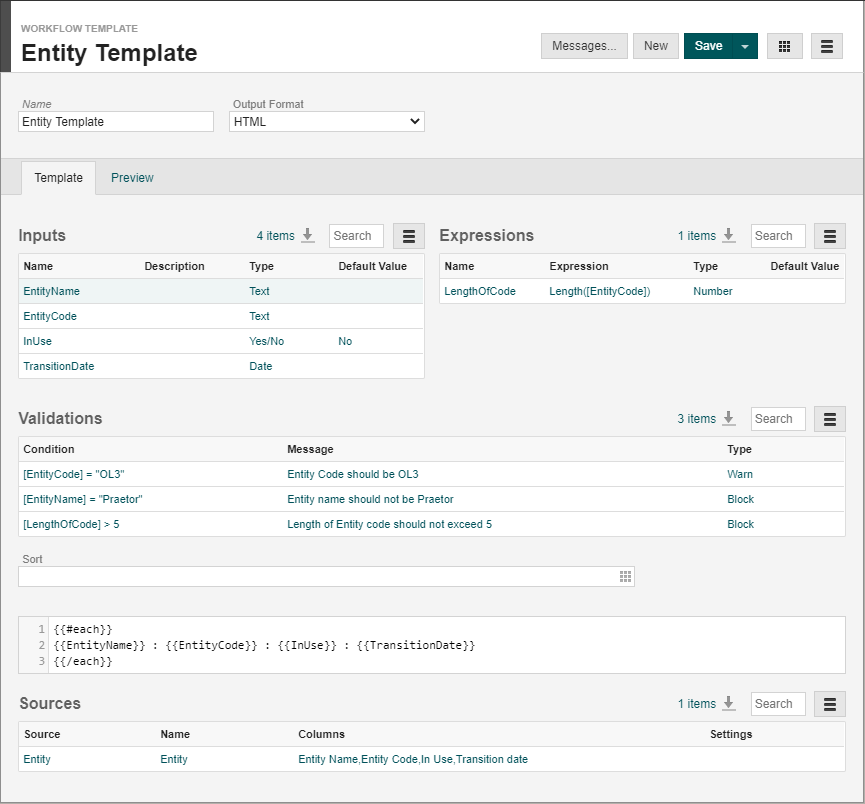 WORKFLOW TEMPLATE
Entity Template
Messages... New Save
Name Output Format
Entity Template HTML
Template Preview
Inputs 4 items Search
Name Description Type Default Value
EntityName Text
EntityCode Text
InUse Yes/No No
TransitionDate Date
Expressions 1 items Search
Name Expression Type Default Value
LengthOfCode Length([EntityCode]) Number
Validations 3 items Search
Condition Message Type
[EntityCode] = "OL3" Entity Code should be OL3 Warn
[EntityName] = "Praetor" Entity name should not be Praetor Block
[LengthOfCode] > 5 Length of Entity code should not exceed 5 Block
Sort
1 {{#each}}
2 {{EntityName}} : {{EntityCode}} : {{InUse}} : {{TransitionDate}}
3 {{/each}}
Sources 1 items Search
Source Name Columns Settings
Entity Entity Entity Name,Entity Code,In Use,Transition date